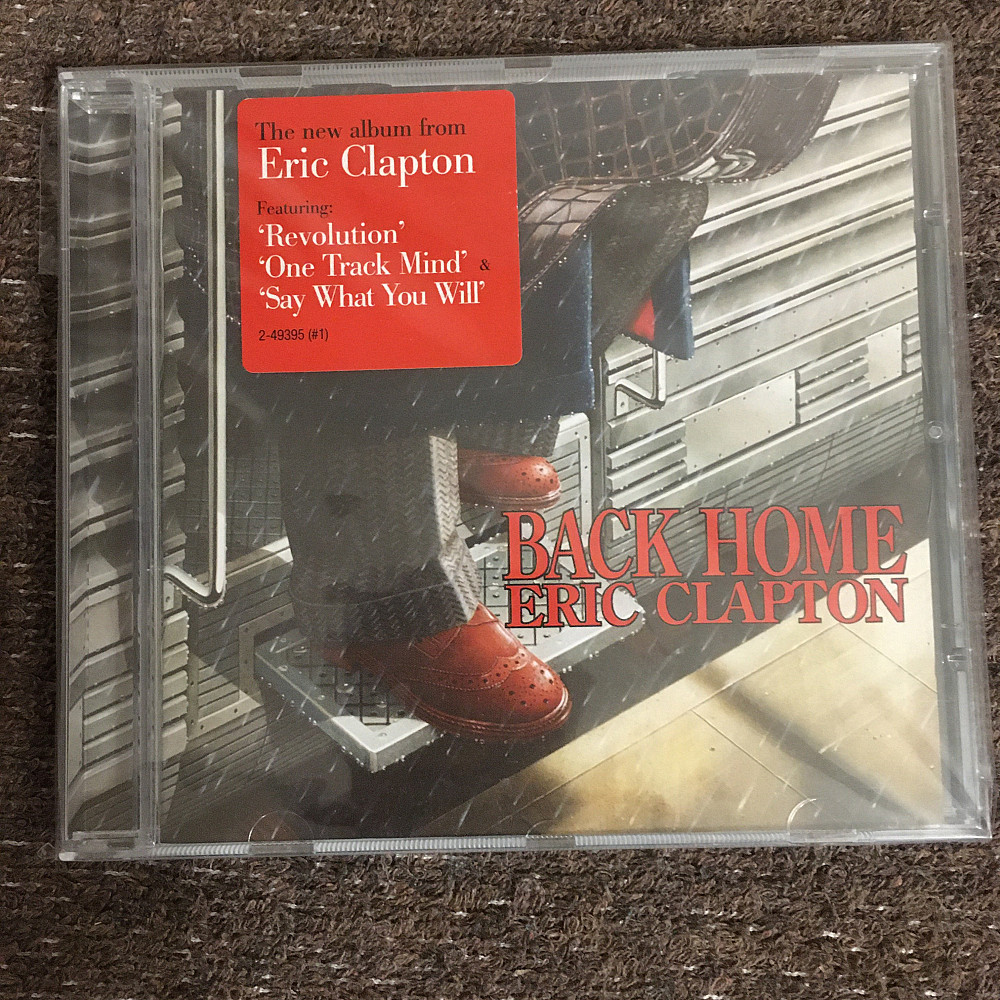 The new album from
Eric Clapton
Featuring:
‘Revolution’
‘One Track Mind’ &
‘Say What You Will’
2-49395 (#1)
BACK HOME
ERIC CLAPTON